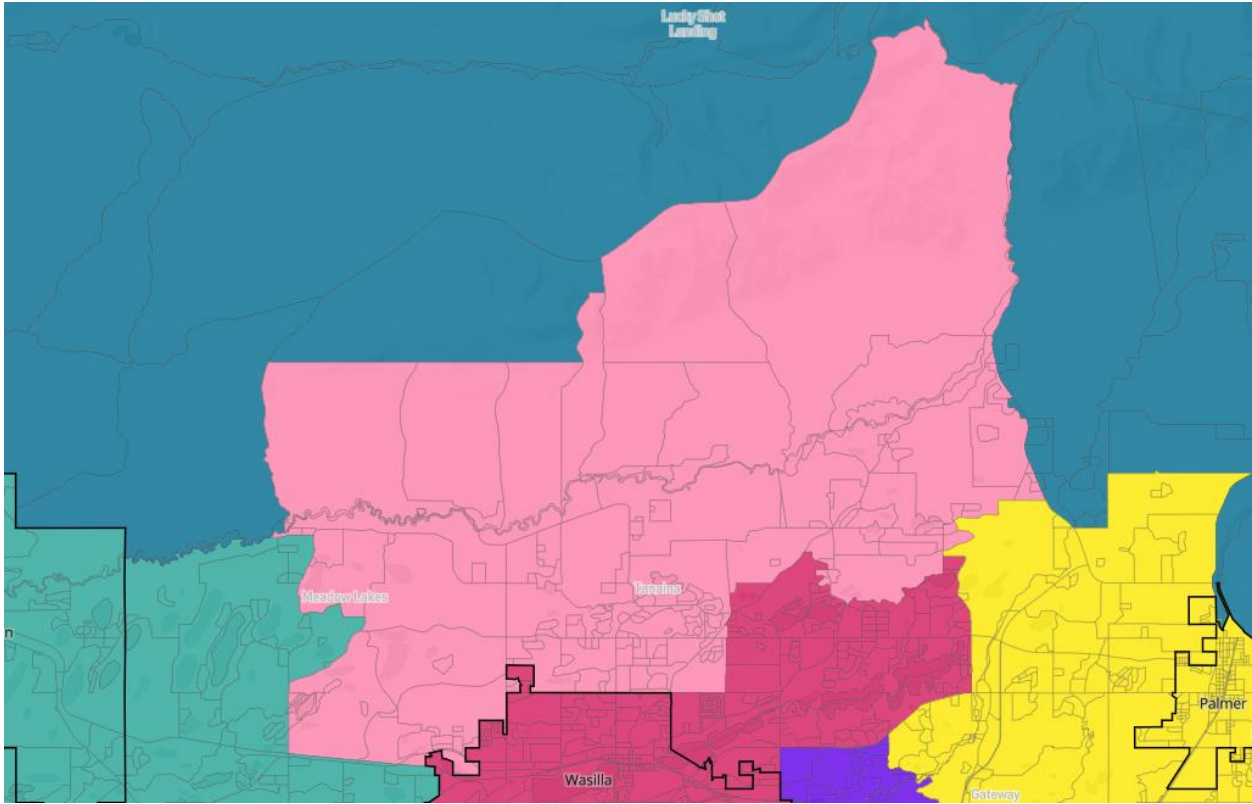 Lucky Shot
Landing
Meadow Lakes
Tanaina
n
Palmer
Wasilla
Gateway